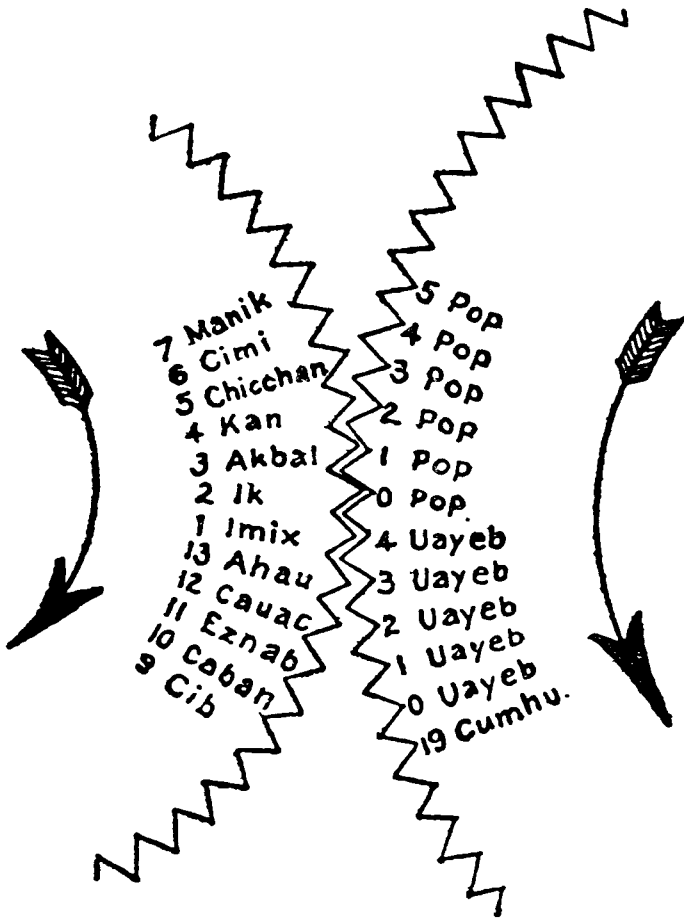 7 Manik
6 Cimi
5 Chicchan
4 Kan
3 Akbal
2 Ik
1 Imix
13 Ahau
12 Cauac
11 Eznab
10 Caban
9 Cib
5 Pop
4 Pop
3 Pop
2 Pop
1 Pop
0 Pop.
4 Uayeb
3 Uayeb
2 Uayeb
1 Uayeb
0 Uayeb
19 Cumhu.